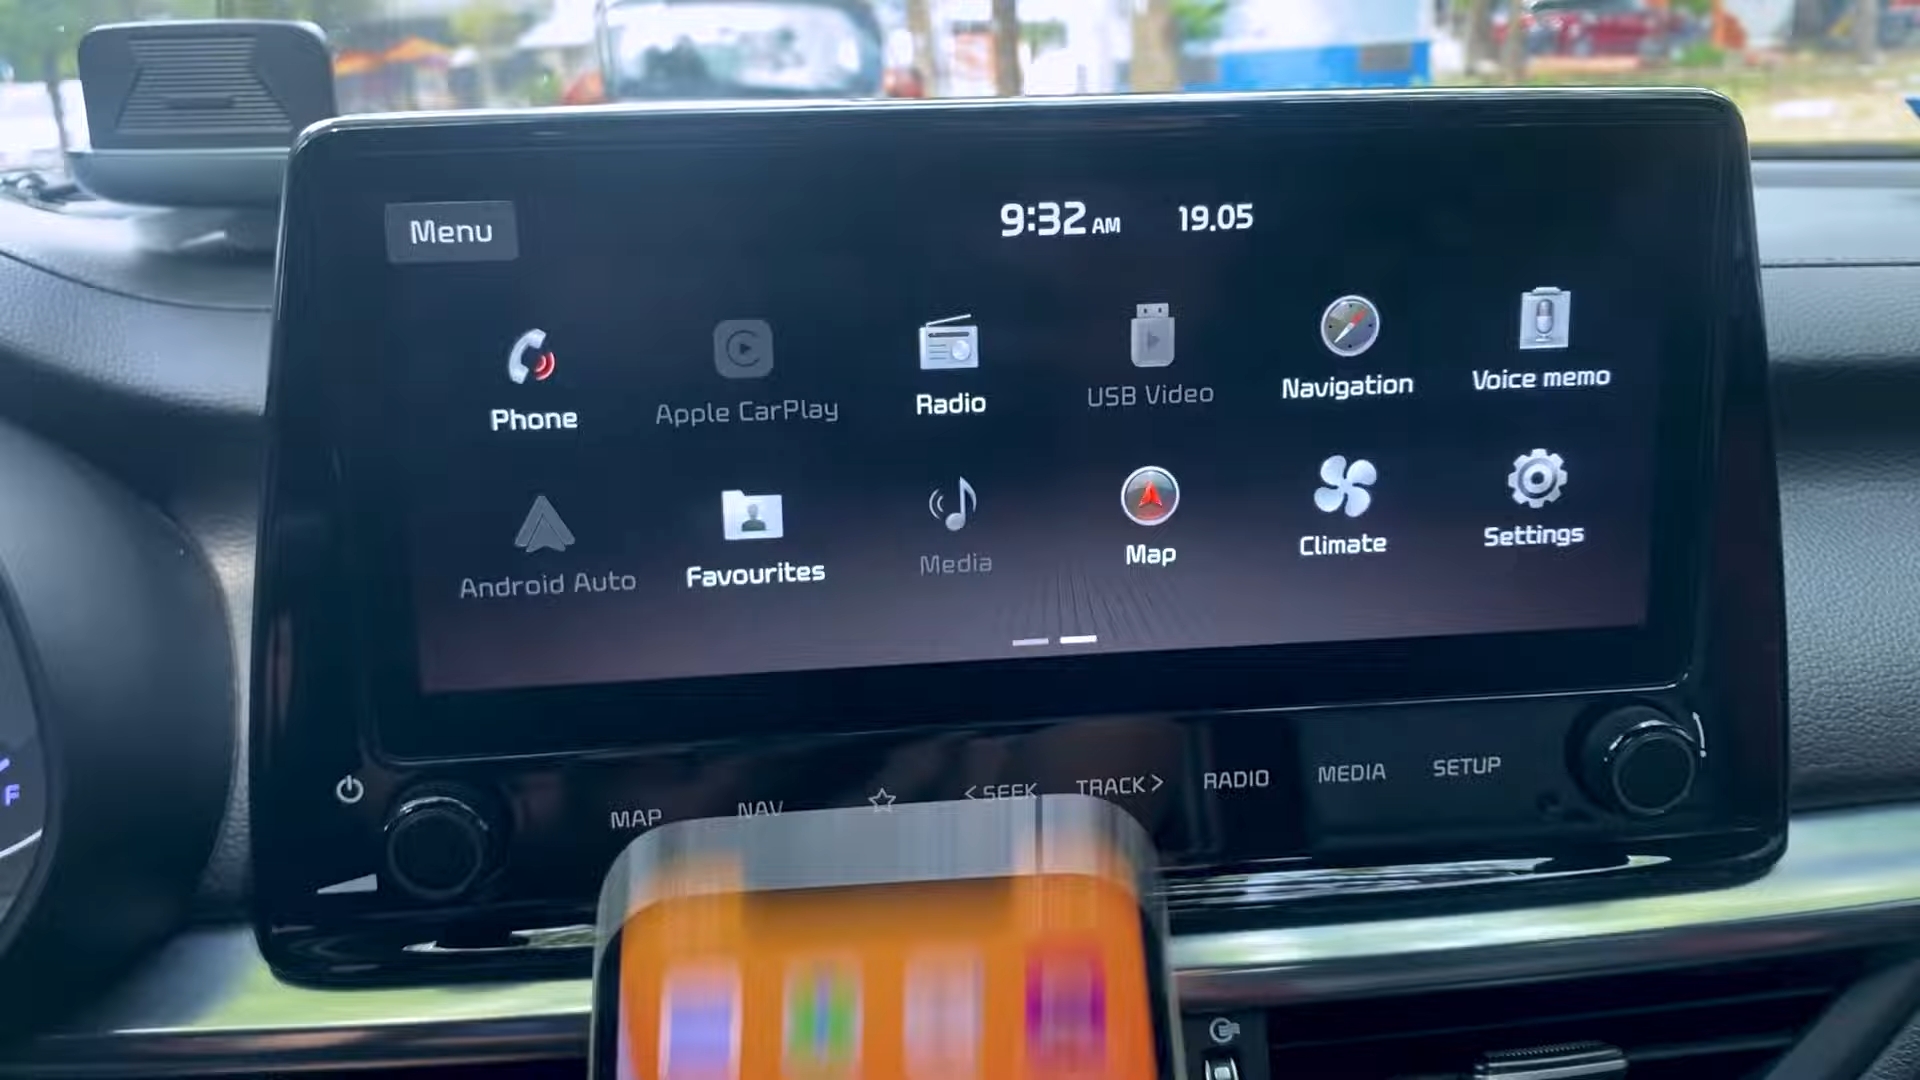 Menu
9:32 AM 19.05
Phone
Apple CarPlay
Radio
USB Video
Navigation
Voice memo
Android Auto
Favourites
Media
Map
Climate
Settings
MAP
NAV
< SEEK
TRACK >
RADIO
MEDIA
SETUP
F